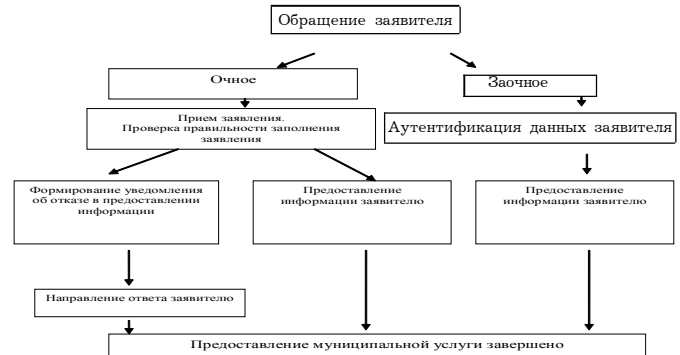 Обращение заявителя
Очное
Заочное
Прием заявления.
Проверка правильности заполнения
заявления
Аутентификация данных заявителя
Формирование уведомления
об отказе в предоставлении
информации
Предоставление
информации заявителю
Предоставление
информации заявителю
Направление ответа заявителю
Предоставление муниципальной услуги завершено